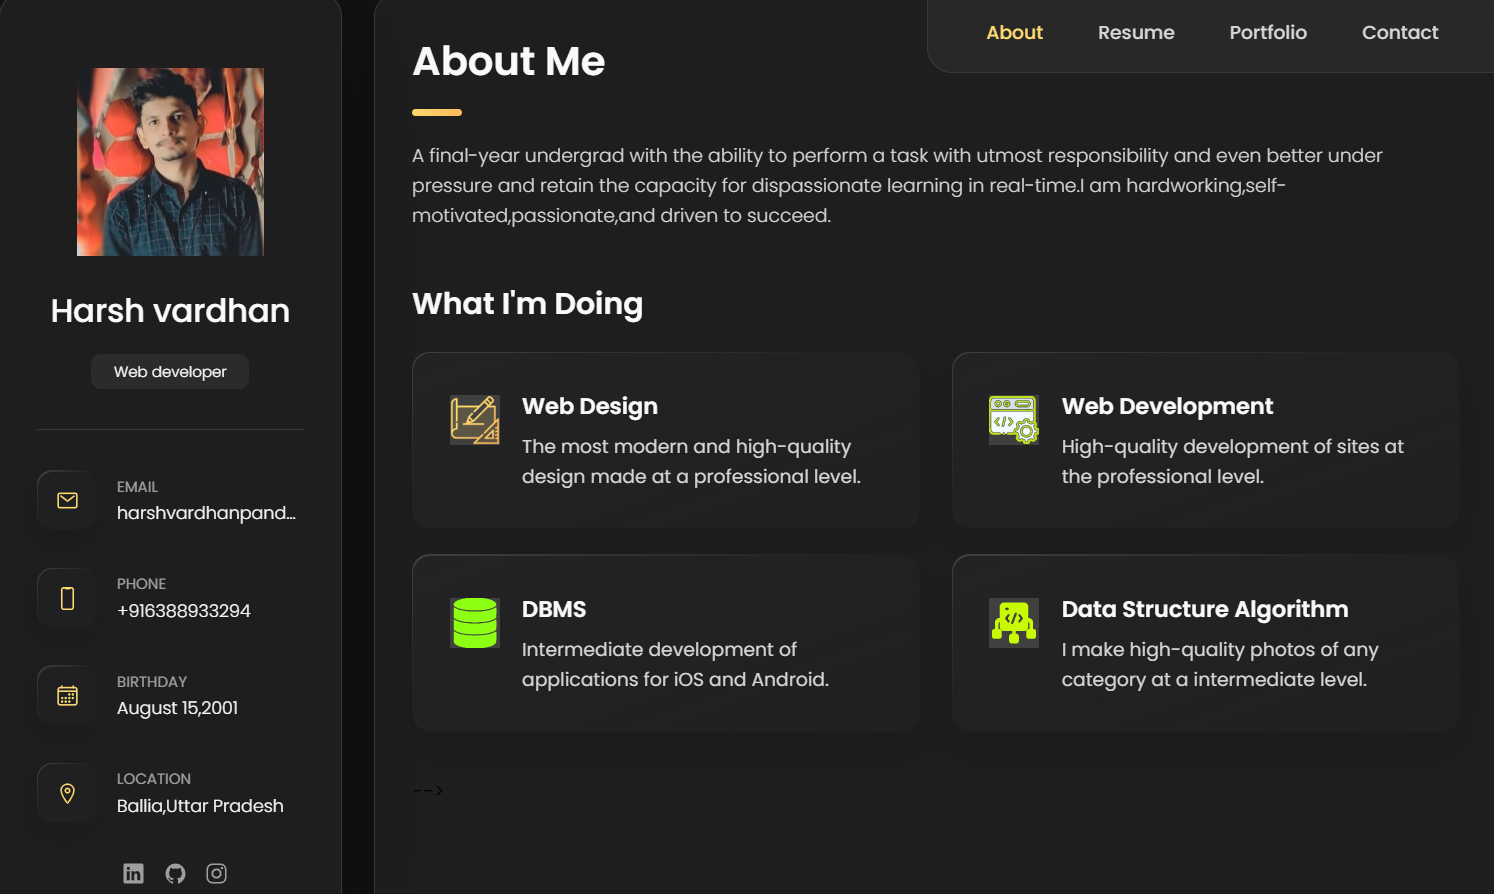 About
Resume
Portfolio
Contact
Harsh vardhan
Web developer
EMAIL
harshvardhanpand...
PHONE
+916388933294
BIRTHDAY
August 15,2001
LOCATION
Ballia,Uttar Pradesh
About Me
A final-year undergrad with the ability to perform a task with utmost responsibility and even better under
pressure and retain the capacity for dispassionate learning in real-time.I am hardworking,self-
motivated,passionate,and driven to succeed.
What I'm Doing
Web Design
The most modern and high-quality
design made at a professional level.
Web Development
High-quality development of sites at
the professional level.
DBMS
Intermediate development of
applications for iOS and Android.
Data Structure Algorithm
I make high-quality photos of any
category at a intermediate level.
-->